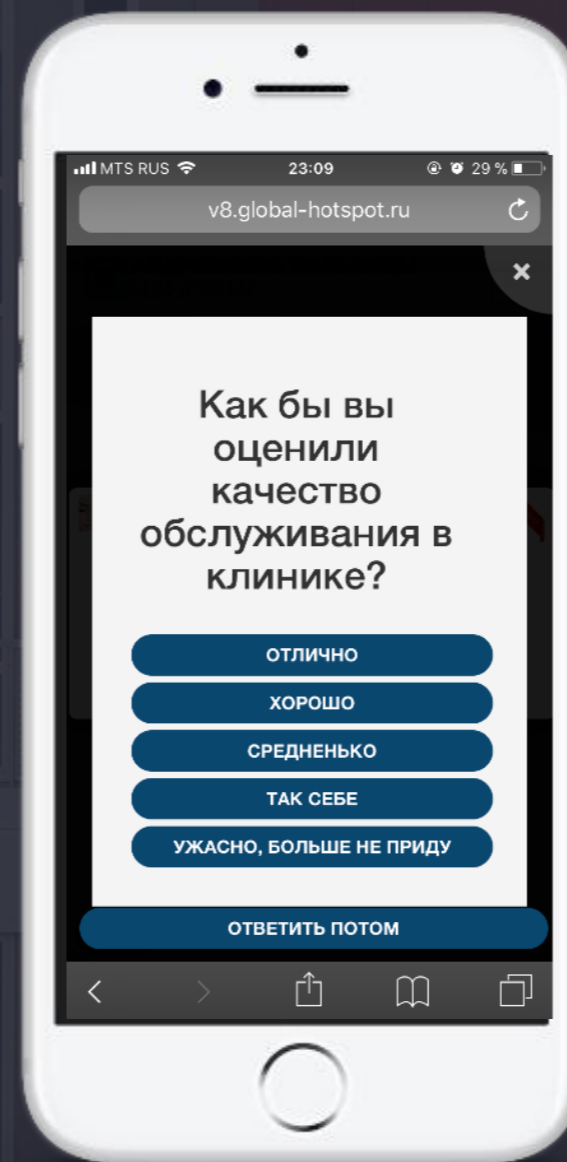 MTS RUS 23:09 29 %
v8.global-hotspot.ru
Как бы вы
оценили
качество
обслуживания в
клинике?
ОТЛИЧНО
ХОРОШО
СРЕДНЕНЬКО
ТАК СЕБЕ
УЖАСНО, БОЛЬШЕ НЕ ПРИДУ
ОТВЕТИТЬ ПОТОМ